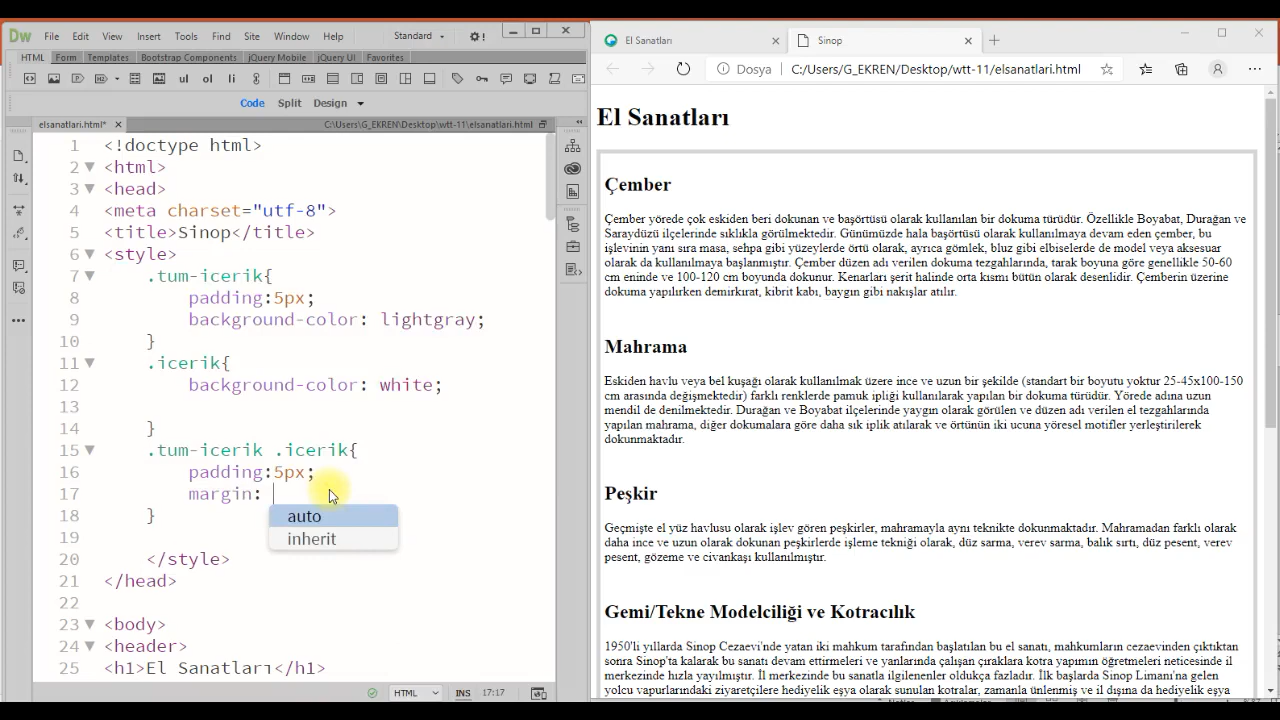 Dw File Edit View Insert Tools Find Site Window Help Standard
HTML Form Templates Bootstrap Components jQuery Mobile jQuery UI Favorites
ul ol li
Code Split Design
elsanatlari.html* C:\Users\G_EKREN\Desktop\wtt-11\elsanatlari.html
1 <!doctype html>
2 <html>
3 <head>
4 <meta charset="utf-8">
5 <title>Sinop</title>
6 <style>
7 .tum-icerik{
8 padding:5px;
9 background-color: lightgray;
10 }
11 .icerik{
12 background-color: white;
13
14 }
15 .tum-icerik .icerik{
16 padding:5px;
17 margin:
auto
inherit
18 }
19
20 </style>
21 </head>
22
23 <body>
24 <header>
25 <h1>El Sanatları</h1>
HTML INS 17:17
El Sanatları Sinop
Dosya C:/Users/G_EKREN/Desktop/wtt-11/elsanatlari.html
El Sanatları
Çember
Çember yörede çok eskiden beri dokunan ve başörtüsü olarak kullanılan bir dokuma türüdür. Özellikle Boyabat, Durağan ve
Saraydüzü ilçelerinde sıklıkla görülmektedir. Günümüzde hala başörtüsü olarak kullanılmaya devam eden çember, bu
işlevinin yanı sıra masa, sehpa gibi yüzeylerde örtü olarak, ayrıca gömlek, bluz gibi elbiselerde de model veya aksesuar
olarak da kullanılmaya başlanmıştır. Çember düzen adı verilen dokuma tezgahlarında, tarak boyuna göre genellikle 50-60
cm eninde ve 100-120 cm boyunda dokunur. Kenarları şerit halinde orta kısmı bütün olarak desenlidir. Çemberin üzerine
dokuma yapılırken demirkırat, kibrit kabı, baygın gibi nakışlar atılır.
Mahrama
Eskiden havlu veya bel kuşağı olarak kullanılmak üzere ince ve uzun bir şekilde (standart bir boyutu yoktur 25-45x100-150
cm arasında değişmektedir) farklı renklerde pamuk ipliği kullanılarak yapılan bir dokuma türüdür. Yörede adına uzun
mendil de denilmektedir. Durağan ve Boyabat ilçelerinde yaygın olarak görülen ve düzen adı verilen el tezgahlarında
yapılan mahrama, diğer dokumalara göre daha sık iplik atılarak ve örtünün iki ucuna yöresel motifler yerleştirilerek
dokunmaktadır.
Peşkir
Geçmişte el yüz havlusu olarak işlev gören peşkirler, mahramayla aynı teknikte dokunmaktadır. Mahramadan farklı olarak
daha ince ve uzun olarak dokunan peşkirlerde işleme tekniği olarak, düz sarma, verev sarma, balık sırtı, düz pesent, verev
pesent, gözeme ve civankaşı kullanılmıştır.
Gemi/Tekne Modelciliği ve Kotracılık
1950'li yıllarda Sinop Cezaevi'nde yatan iki mahkum tarafından başlatılan bu el sanatı, mahkumların cezaevinden çıktıktan
sonra Sinop'ta kalarak bu sanatı devam ettirmeleri ve yanlarında çalışan çıraklara kotra yapımın öğretmeleri neticesinde il
merkezinde hızla yayılmıştır. İl merkezinde bu sanatla ilgilenenler oldukça fazladır. İlk başlarda Sinop Limanı'na gelen
yolcu vapurlarındaki ziyaretçilere hediyelik eşya olarak sunulan kotralar, zamanla ünlenmiş ve il dışına da hediyelik eşya